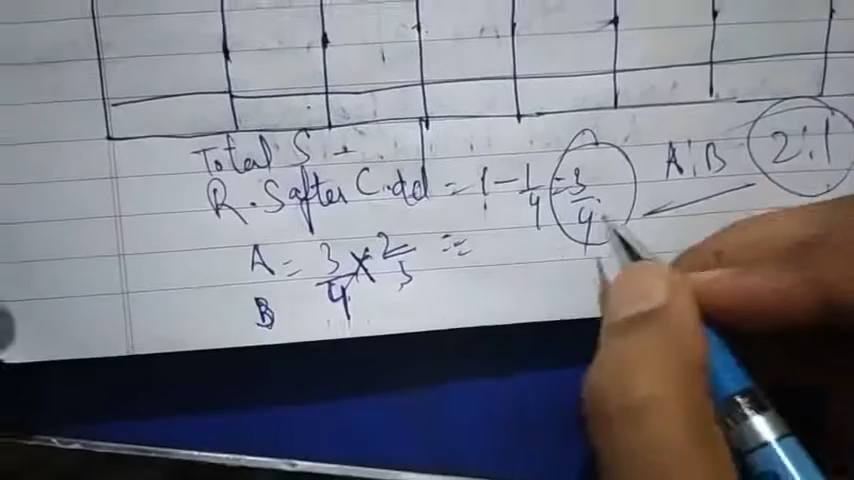 Total S -
R. S after C. dd = 1 - 1/4 = 3/4 A : B 2:1
A = 3/4 × 2/3 =
B